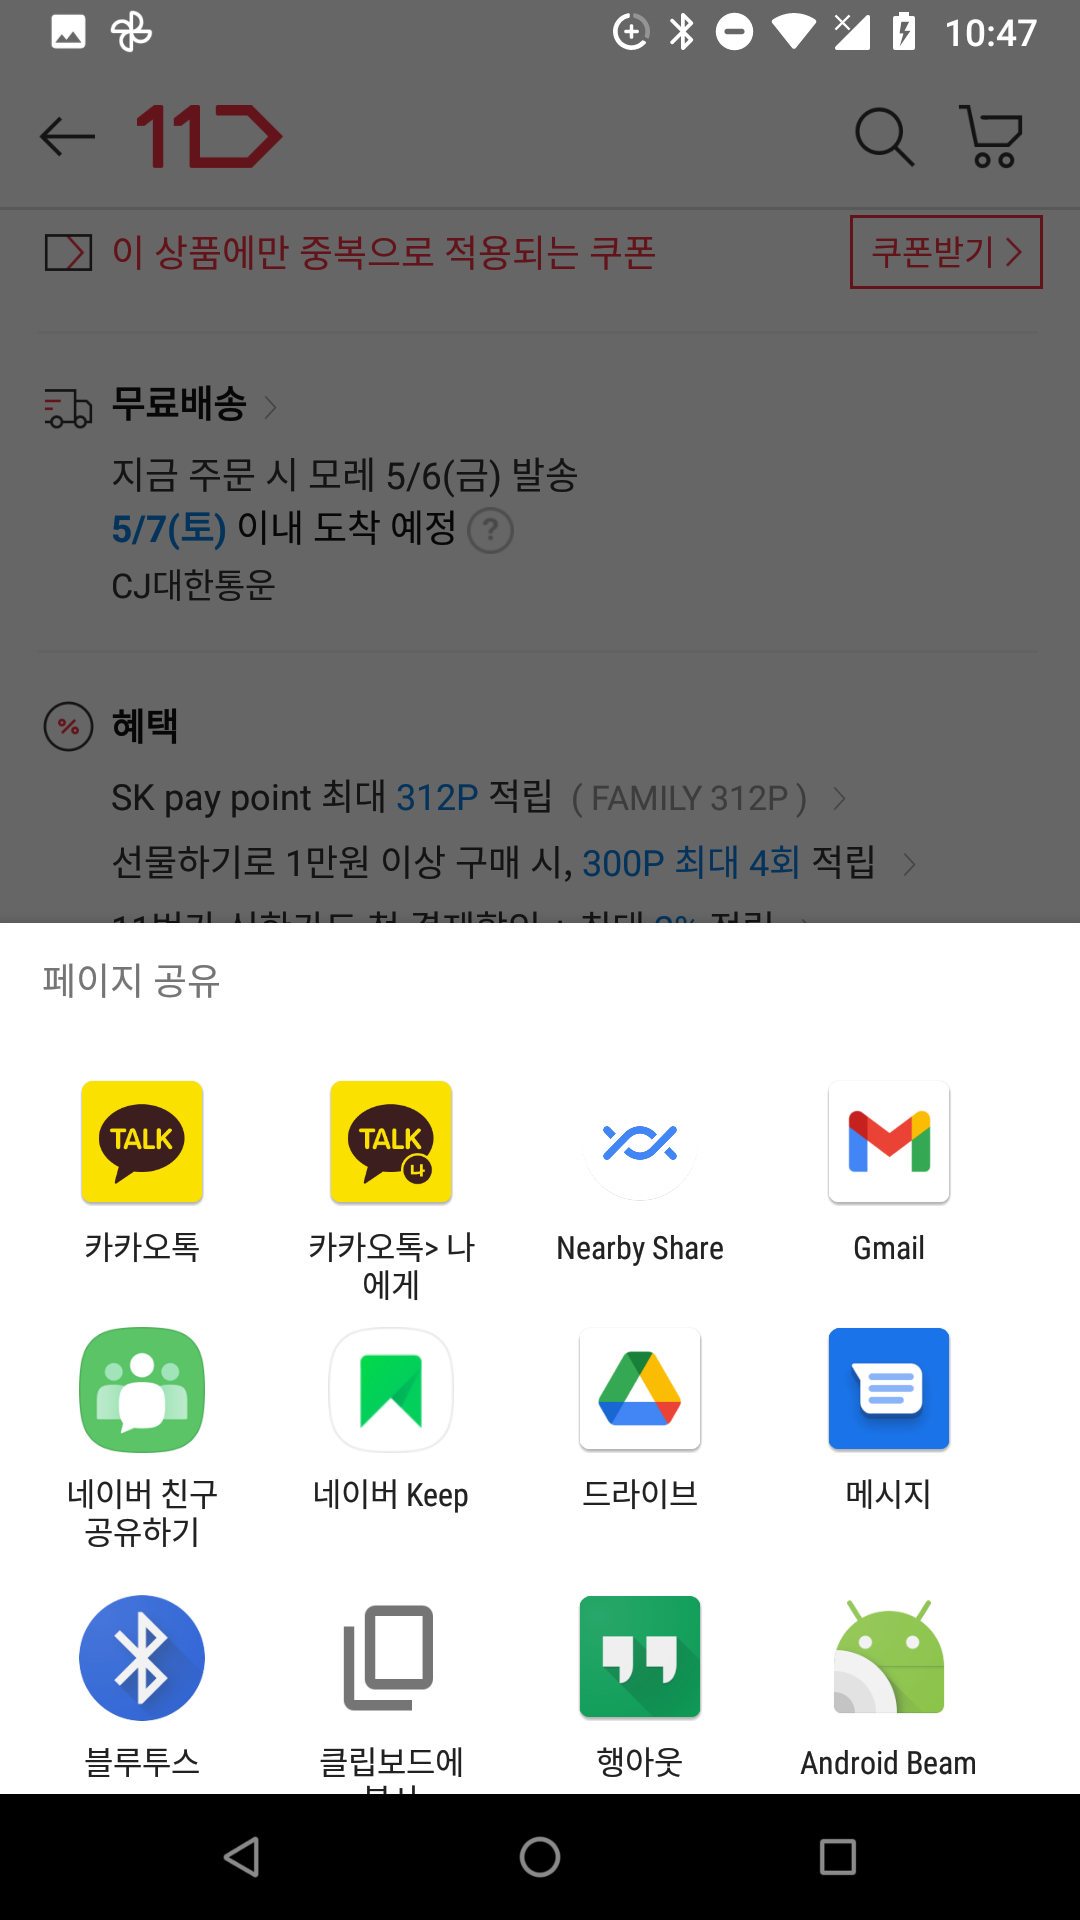 10:47
11
이 상품에만 중복으로 적용되는 쿠폰
쿠폰받기
무료배송
지금 주문 시 모레 5/6(금) 발송
5/7(토) 이내 도착 예정 ?
CJ대한통운
% 혜택
SK pay point 최대 312P 적립 ( FAMILY 312P )
선물하기로 1만원 이상 구매 시, 300P 최대 4회 적립
페이지 공유
TALK
TALK 나
카카오톡
카카오톡> 나
에게
Nearby Share
Gmail
네이버 친구
공유하기
네이버 Keep
드라이브
메시지
블루투스
클립보드에
행아웃
Android Beam